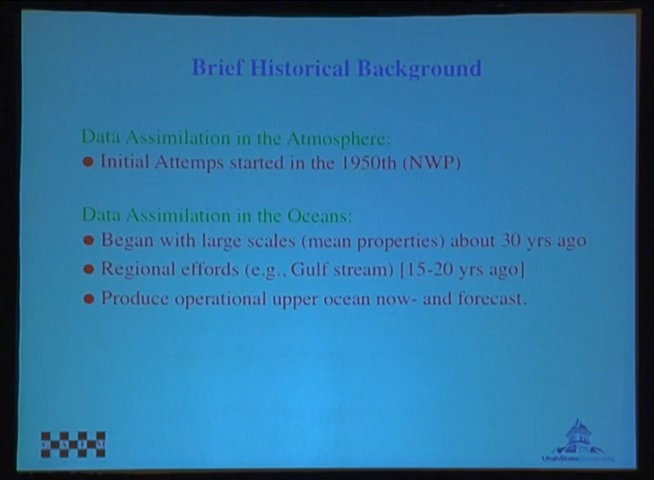 Brief Historical Background
Data Assimilation in the Atmosphere:
● Initial Attemps started in the 1950th (NWP)
Data Assimilation in the Oceans:
● Began with large scales (mean properties) about 30 yrs ago
● Regional effords (e.g., Gulf stream) [15-20 yrs ago]
● Produce operational upper ocean now- and forecast.
G A I M
UtahStateUniversity